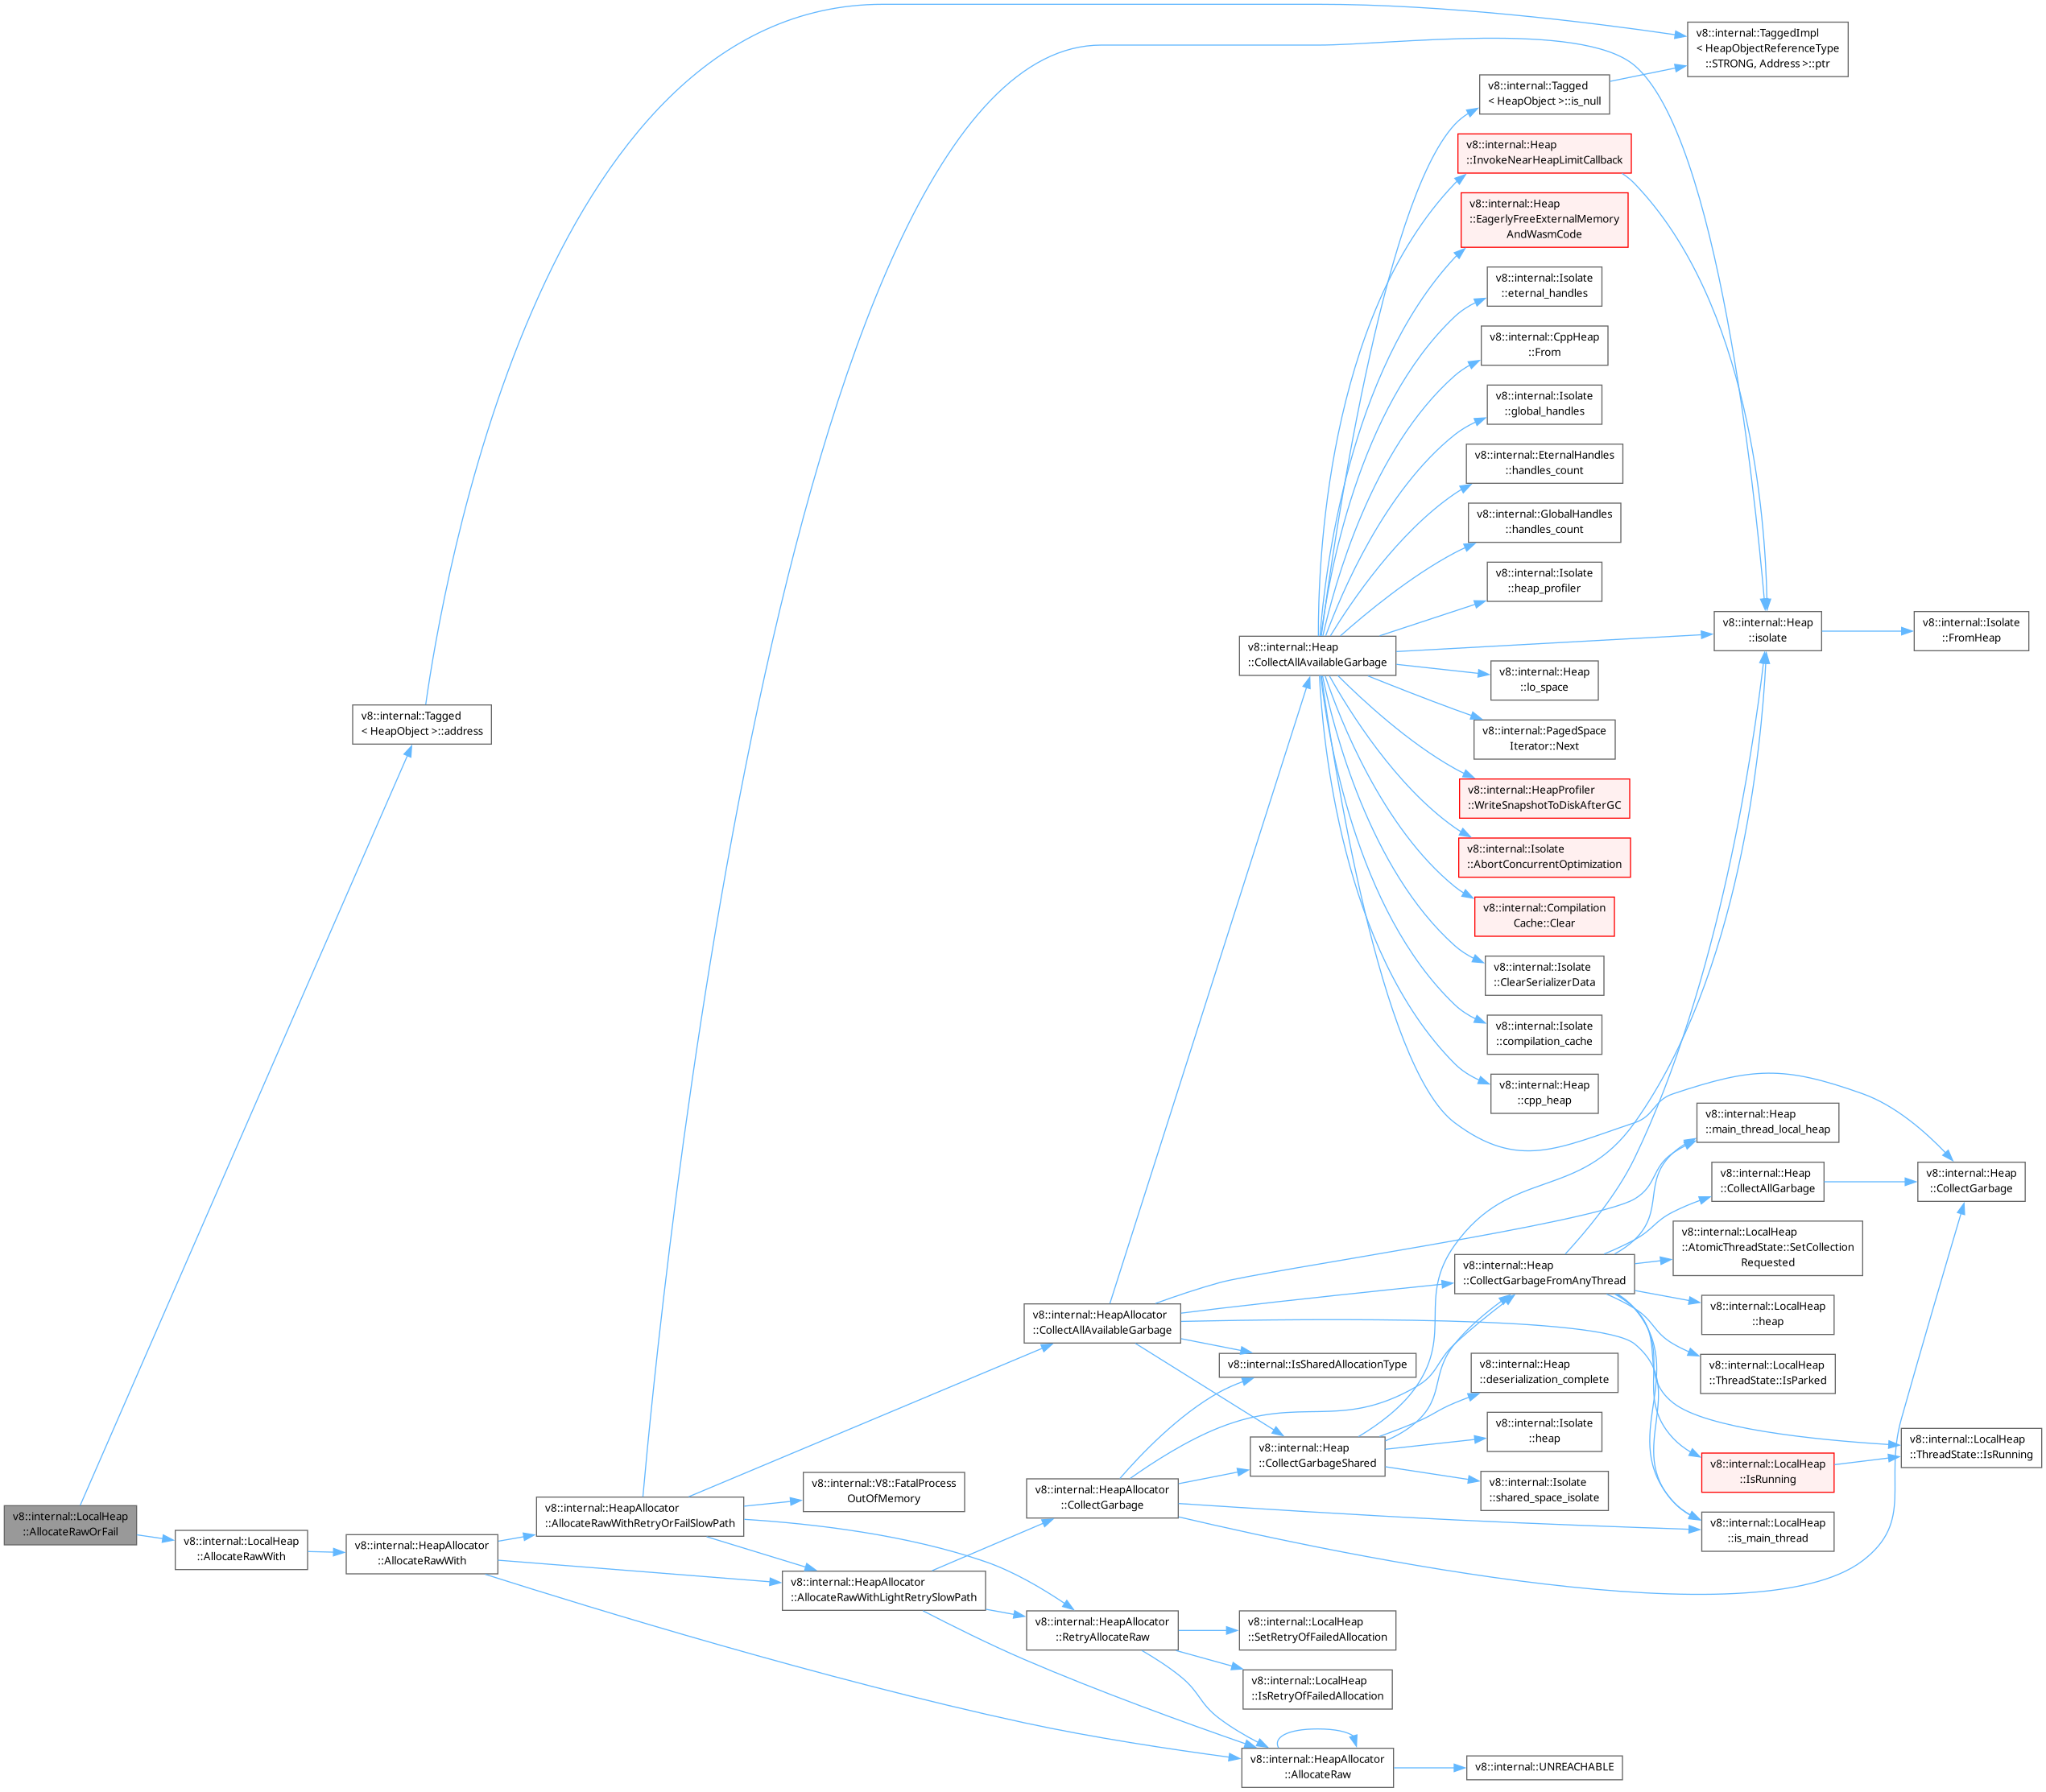 v8::internal::LocalHeap
::AllocateRawOrFail
v8::internal::Tagged
< HeapObject >::address
v8::internal::LocalHeap
::AllocateRawWith
v8::internal::HeapAllocator
::AllocateRawWith
v8::internal::HeapAllocator
::AllocateRawWithRetryOrFailSlowPath
v8::internal::V8::FatalProcess
OutOfMemory
v8::internal::HeapAllocator
::AllocateRawWithLightRetrySlowPath
v8::internal::HeapAllocator
::CollectAllAvailableGarbage
v8::internal::HeapAllocator
::CollectGarbage
v8::internal::HeapAllocator
::RetryAllocateRaw
v8::internal::Heap
::CollectAllAvailableGarbage
v8::internal::IsSharedAllocationType
v8::internal::Heap
::CollectGarbageShared
v8::internal::LocalHeap
::SetRetryOfFailedAllocation
v8::internal::LocalHeap
::IsRetryOfFailedAllocation
v8::internal::HeapAllocator
::AllocateRaw
v8::internal::Tagged
< HeapObject >::is_null
v8::internal::Heap
::InvokeNearHeapLimitCallback
v8::internal::Heap
::EagerlyFreeExternalMemory
AndWasmCode
v8::internal::Isolate
::eternal_handles
v8::internal::CppHeap
::From
v8::internal::Isolate
::global_handles
v8::internal::EternalHandles
::handles_count
v8::internal::GlobalHandles
::handles_count
v8::internal::Isolate
::heap_profiler
v8::internal::Heap
::lo_space
v8::internal::PagedSpace
Iterator::Next
v8::internal::HeapProfiler
::WriteSnapshotToDiskAfterGC
v8::internal::Isolate
::AbortConcurrentOptimization
v8::internal::Compilation
Cache::Clear
v8::internal::Isolate
::ClearSerializerData
v8::internal::Isolate
::compilation_cache
v8::internal::Heap
::cpp_heap
v8::internal::Heap
::CollectGarbageFromAnyThread
v8::internal::Heap
::deserialization_complete
v8::internal::Isolate
::heap
v8::internal::Isolate
::shared_space_isolate
v8::internal::UNREACHABLE
v8::internal::TaggedImpl
< HeapObjectReferenceType
::STRONG, Address >::ptr
v8::internal::Heap
::isolate
v8::internal::Heap
::main_thread_local_heap
v8::internal::Heap
::CollectAllGarbage
v8::internal::LocalHeap
::AtomicThreadState::SetCollection
Requested
v8::internal::LocalHeap
::heap
v8::internal::LocalHeap
::ThreadState::IsParked
v8::internal::LocalHeap
::IsRunning
v8::internal::LocalHeap
::is_main_thread
v8::internal::Isolate
::FromHeap
v8::internal::Heap
::CollectGarbage
v8::internal::LocalHeap
::ThreadState::IsRunning